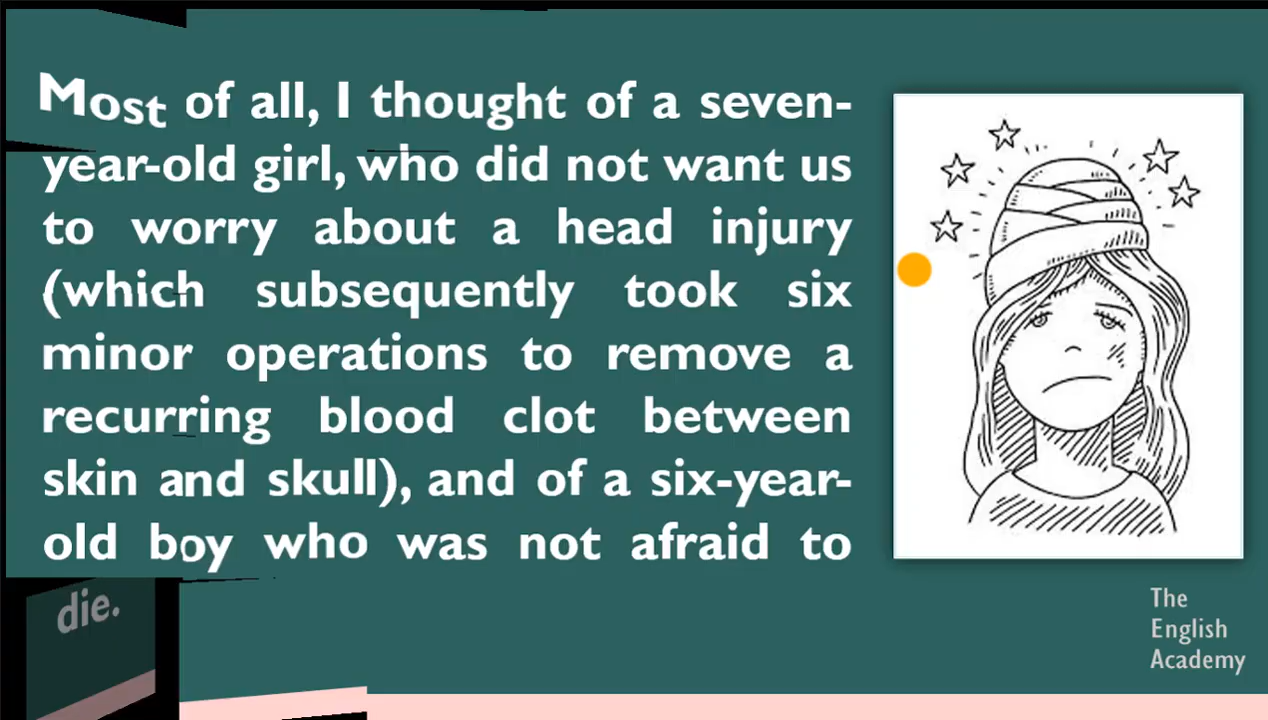 Most of all, I thought of a seven-
year-old girl, who did not want us
to worry about a head injury
(which subsequently took six
minor operations to remove a
recurring blood clot between
skin and skull), and of a six-year-
old boy who was not afraid to
die.
The
English
Academy